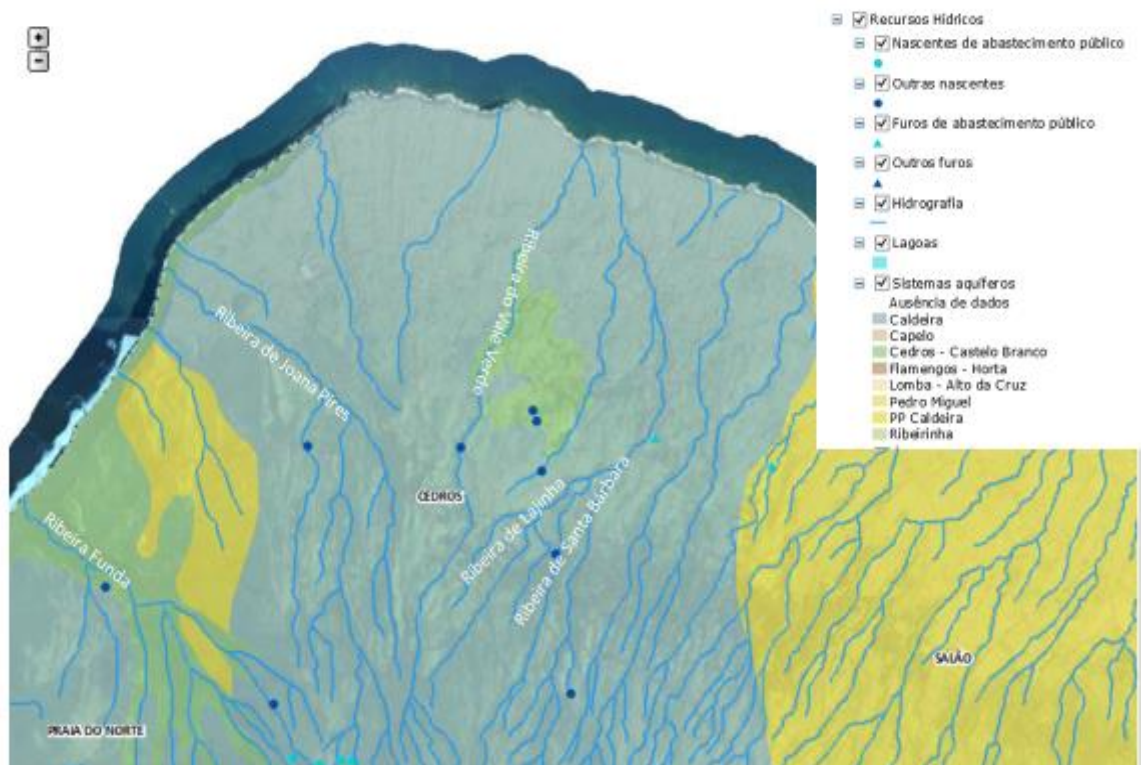 +
-
Recursos Hídricos
Nascentes de abastecimento público
Outras nascentes
Furos de abastecimento público
Outros furos
Hidrografia
Lagoas
Sistemas aquíferos
Ausência de dados
Caldeira
Capelo
Cedros - Castelo Branco
Flamengos - Horta
Lomba - Alto da Cruz
Pedro Miguel
PP Caldeira
Ribeirinha
Ribeira do Vale Verde
Ribeira de Joana Pires
CEDROS
Ribeira de Lajinha
Ribeira de Santa Bárbara
Ribeira Funda
SALÃO
PRAIA DO NORTE